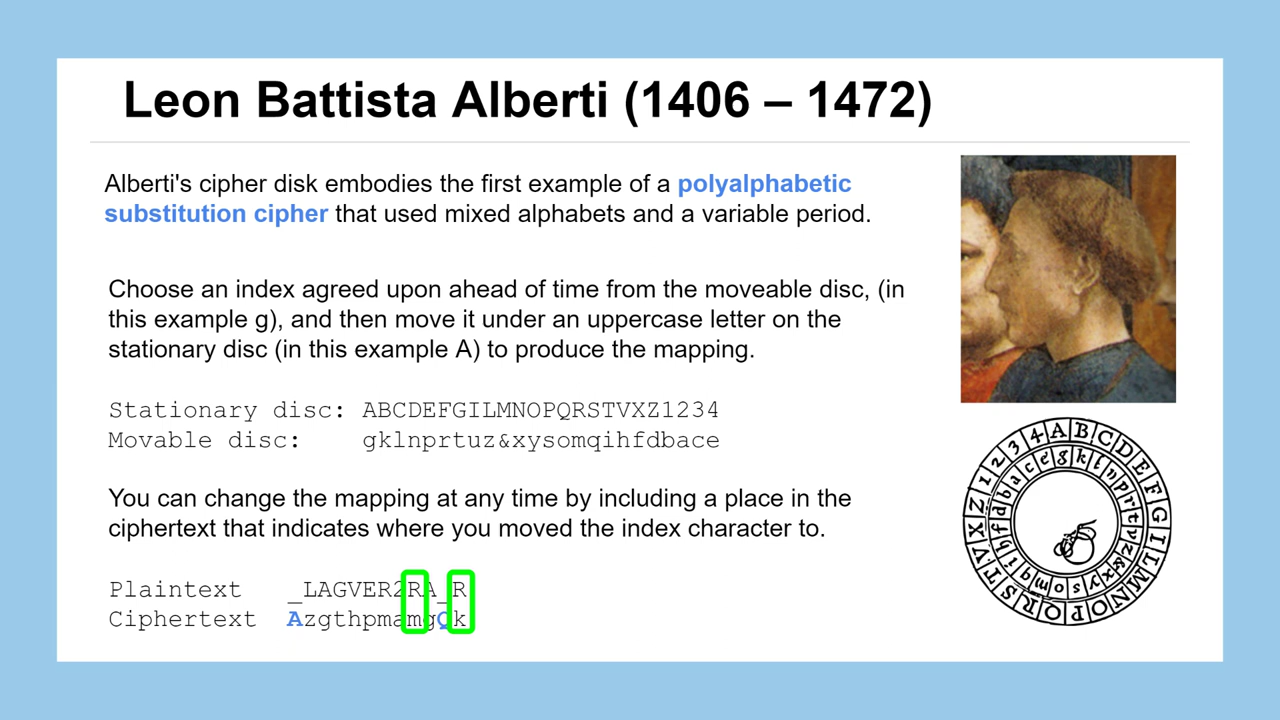 Leon Battista Alberti (1406 – 1472)
Alberti's cipher disk embodies the first example of a polyalphabetic
substitution cipher that used mixed alphabets and a variable period.
Choose an index agreed upon ahead of time from the moveable disc, (in
this example g), and then move it under an uppercase letter on the
stationary disc (in this example A) to produce the mapping.
Stationary disc: ABCDEFGILMNOPQRSTVXZ1234
Movable disc: gklnprtuz&xysomqihfdbace
You can change the mapping at any time by including a place in the
ciphertext that indicates where you moved the index character to.
Plaintext _LAGVER2RA_R
Ciphertext AzgthpmamgQk
ABCDEFGILMNOPQRSTVXZ1234
gklnprtuz&xysomqihfdbace